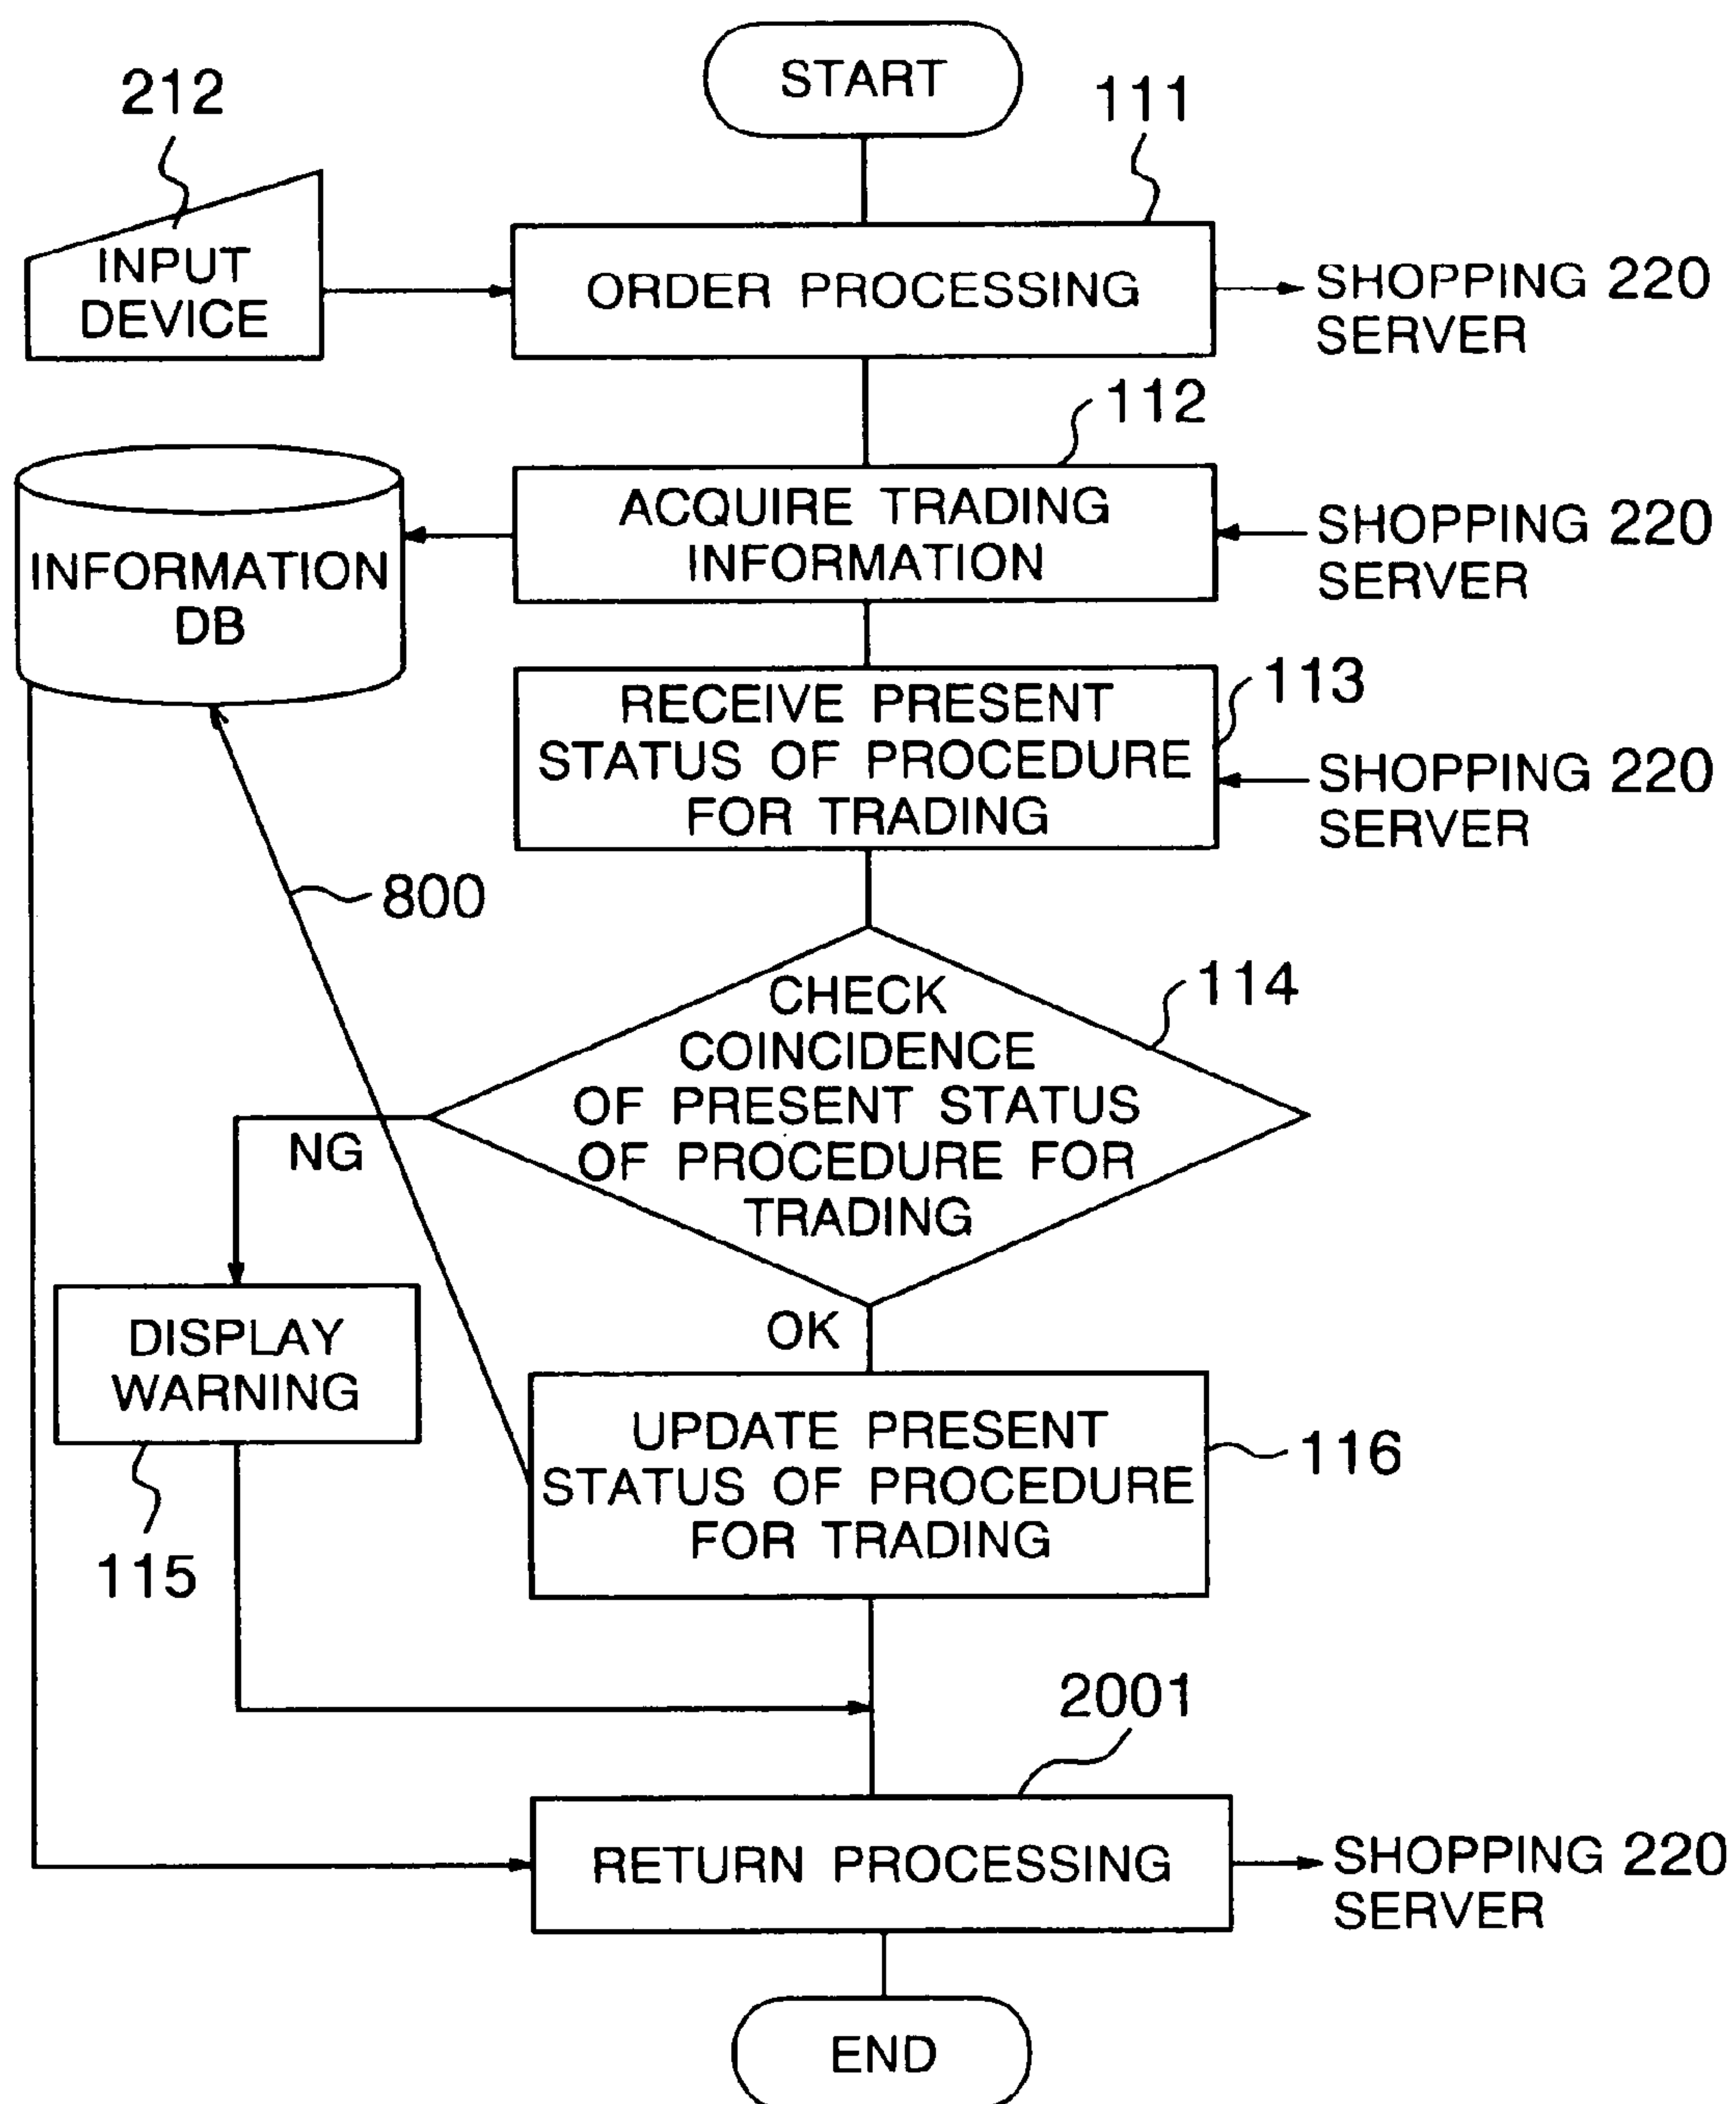 START
212
111
INPUT
DEVICE
ORDER PROCESSING
SHOPPING 220
SERVER
112
INFORMATION
DB
ACQUIRE TRADING
INFORMATION
SHOPPING 220
SERVER
113
RECEIVE PRESENT
STATUS OF PROCEDURE
FOR TRADING
SHOPPING 220
SERVER
800
114
CHECK
COINCIDENCE
OF PRESENT STATUS
OF PROCEDURE FOR
TRADING
NG
OK
DISPLAY
WARNING
115
UPDATE PRESENT
STATUS OF PROCEDURE
FOR TRADING
116
2001
RETURN PROCESSING
SHOPPING 220
SERVER
END